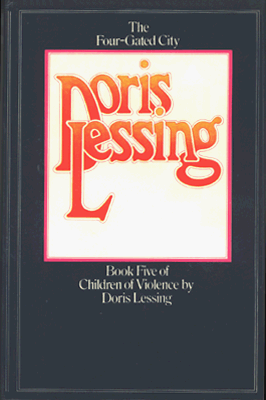 The
Four-Gated City
Doris
Lessing
Book Five of
Children of Violence by
Doris Lessing